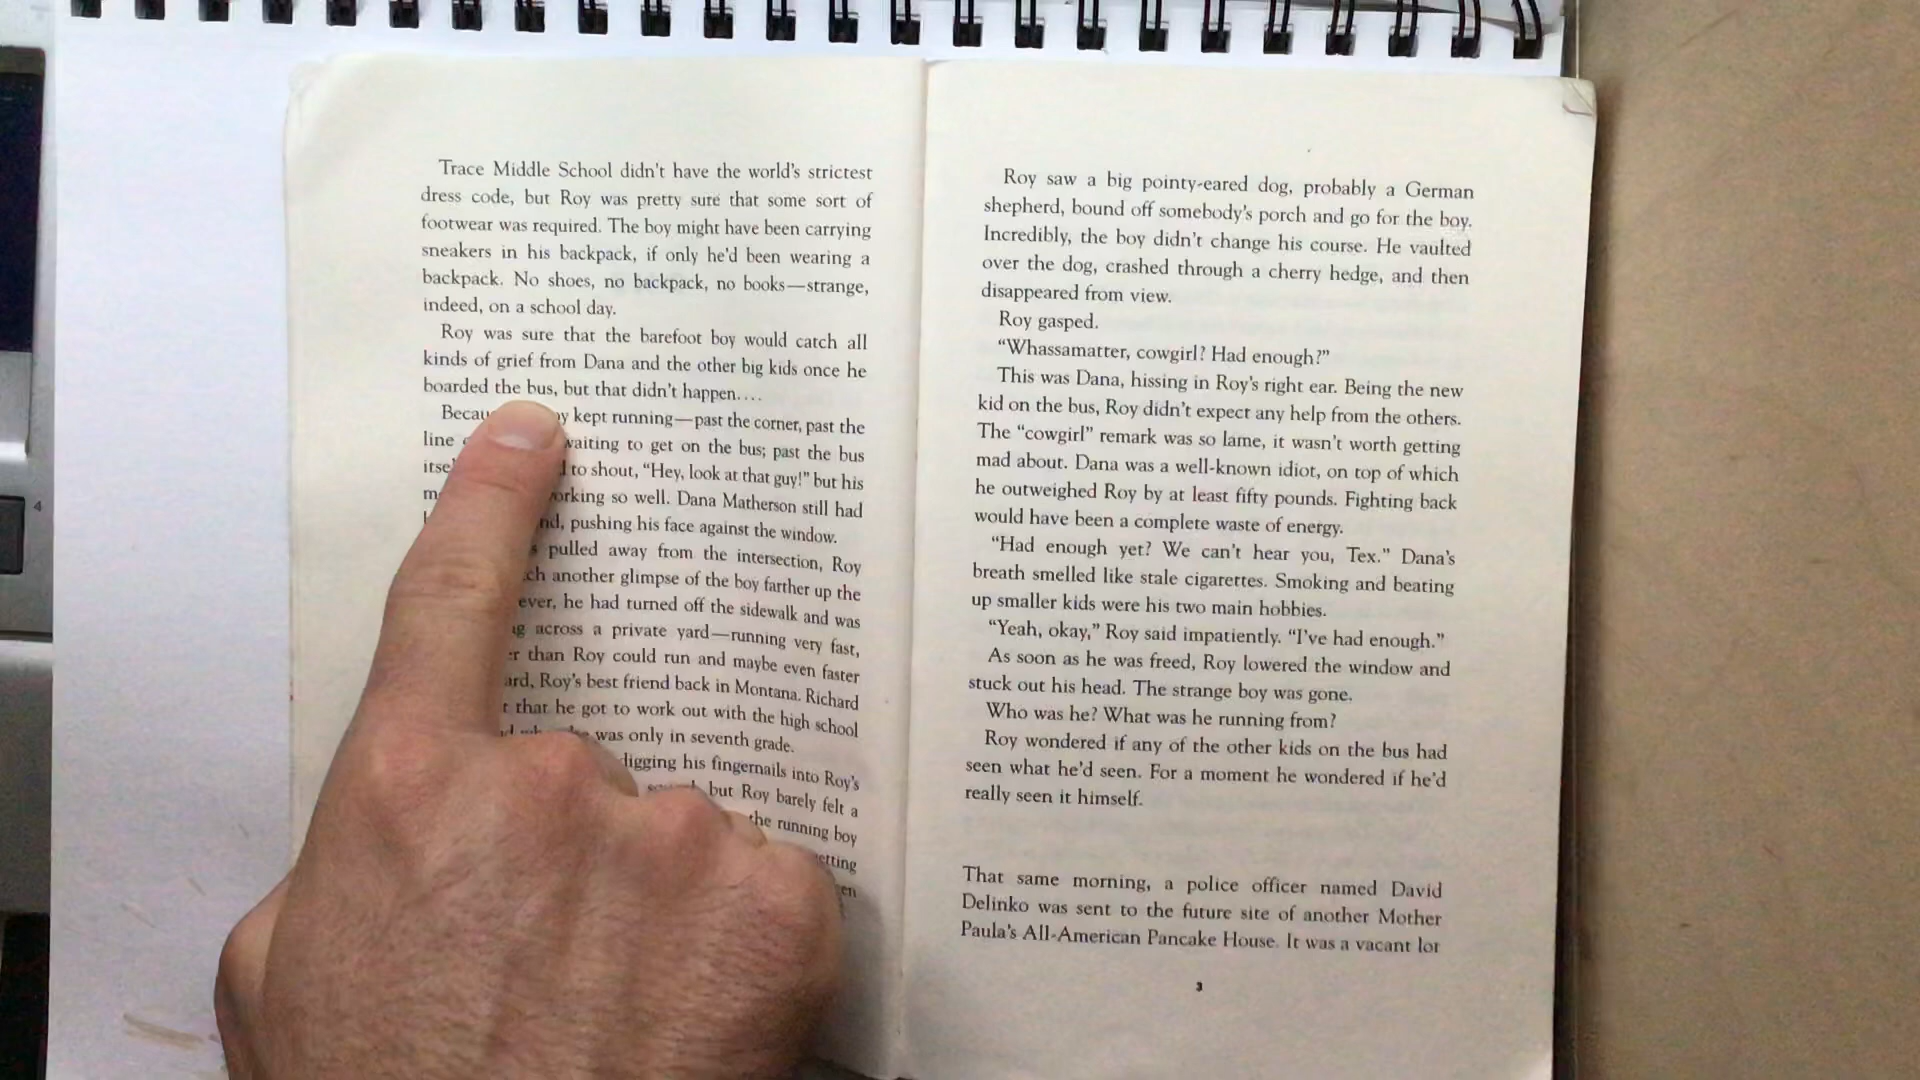 Trace Middle School didn't have the world's strictest
dress code, but Roy was pretty sure that some sort of
footwear was required. The boy might have been carrying
sneakers in his backpack, if only he'd been wearing a
backpack. No shoes, no backpack, no books—strange,
indeed, on a school day.
Roy was sure that the barefoot boy would catch all
kinds of grief from Dana and the other big kids once he
boarded the bus, but that didn't happen....
kept running—past the corner, past the
line waiting to get on the bus; past the bus
to shout, “Hey, look at that guy!” but his
so well. Dana Matherson still had
pushing his face against the window.
pulled away from the intersection, Roy
another glimpse of the boy farther up the
he had turned off the sidewalk and was
across a private yard—running very fast,
than Roy could run and maybe even faster
Roy's best friend back in Montana. Richard
that he got to work out with the high school
was only in seventh grade.
digging his fingernails into Roy's
but Roy barely felt a
the running boy
Roy saw a big pointy-eared dog, probably a German
shepherd, bound off somebody's porch and go for the boy.
Incredibly, the boy didn't change his course. He vaulted
over the dog, crashed through a cherry hedge, and then
disappeared from view.
Roy gasped.
“Whassamatter, cowgirl? Had enough?”
This was Dana, hissing in Roy's right ear. Being the new
kid on the bus, Roy didn't expect any help from the others.
The “cowgirl” remark was so lame, it wasn't worth getting
mad about. Dana was a well-known idiot, on top of which
he outweighed Roy by at least fifty pounds. Fighting back
would have been a complete waste of energy.
“Had enough yet? We can't hear you, Tex.” Dana's
breath smelled like stale cigarettes. Smoking and beating
up smaller kids were his two main hobbies.
“Yeah, okay,” Roy said impatiently. “I've had enough.”
As soon as he was freed, Roy lowered the window and
stuck out his head. The strange boy was gone.
Who was he? What was he running from?
Roy wondered if any of the other kids on the bus had
seen what he'd seen. For a moment he wondered if he'd
really seen it himself.
That same morning, a police officer named David
Delinko was sent to the future site of another Mother
Paula's All-American Pancake House. It was a vacant lot
3
4